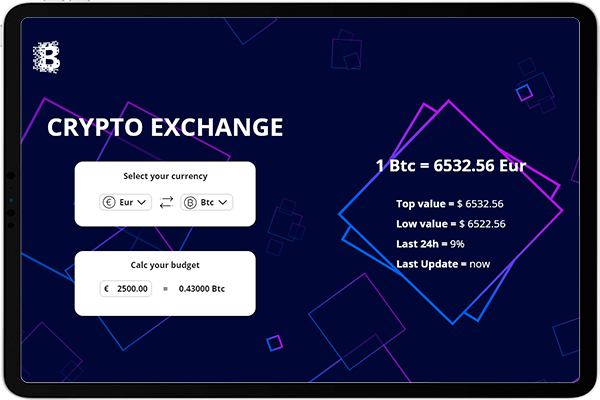 B
CRYPTO EXCHANGE
Select your currency
€ Eur
B Btc
Calc your budget
€ 2500.00 = 0.43000 Btc
1 Btc = 6532.56 Eur
Top value = $ 6532.56
Low value = $ 6522.56
Last 24h = 9%
Last Update = now